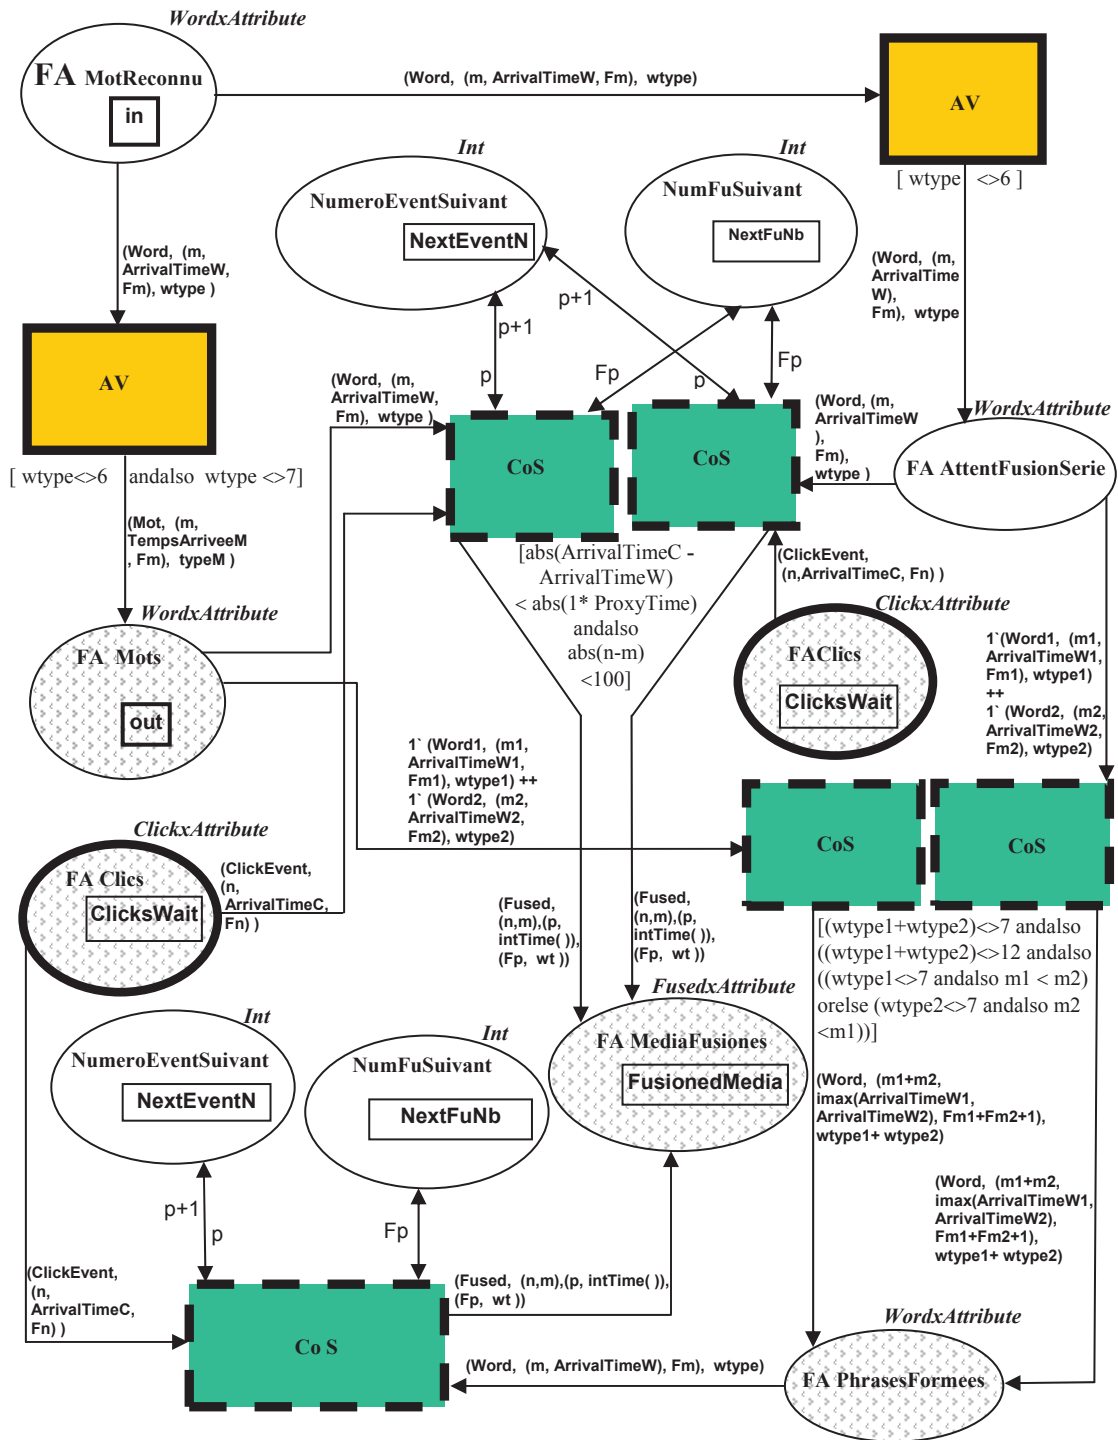 WordxAttribute
FA MotReconnu
in
(Word, (m, ArrivalTimeW, Fm), wtype)
AV
[ wtype <>6 ]
Int
NumeroEventSuivant
NextEventN
Int
NumFuSuivant
NextFuNb
(Word, (m,
ArrivalTimeW,
Fm), wtype )
(Word, (m,
ArrivalTime
W),
Fm), wtype
p+1
p
p+1
p
Fp
Fp
AV
[ wtype<>6 andalso wtype <>7]
(Word, (m,
ArrivalTimeW,
Fm), wtype )
CoS
CoS
(Word, (m,
ArrivalTimeW
),
Fm),
wtype )
WordxAttribute
FA AttentFusionSerie
(Mot, (m,
TempsArriveeM
, Fm), typeM )
[abs(ArrivalTimeC -
ArrivalTimeW)
< abs(1* ProxyTime)
andalso
abs(n-m)
<100]
(ClickEvent,
(n,ArrivalTimeC, Fn) )
ClickxAttribute
FAClics
ClicksWait
WordxAttribute
FA Mots
out
1`(Word1, (m1,
ArrivalTimeW1,
Fm1), wtype1)
++
1` (Word2, (m2,
ArrivalTimeW2,
Fm2), wtype2)
1` (Word1, (m1,
ArrivalTimeW1,
Fm1), wtype1) ++
1` (Word2, (m2,
ArrivalTimeW2,
Fm2), wtype2)
CoS
CoS
ClickxAttribute
FA Clics
ClicksWait
(ClickEvent,
(n,
ArrivalTimeC,
Fn) )
(Fused,
(n,m),(p,
intTime( )),
(Fp, wt ))
(Fused,
(n,m),(p,
intTime( )),
(Fp, wt ))
[(wtype1+wtype2)<>7 andalso
((wtype1+wtype2)<>12 andalso
((wtype1<>7 andalso m1 < m2)
orelse (wtype2<>7 andalso m2
<m1))]
FusedxAttribute
FA MediaFusiones
FusionedMedia
Int
NumeroEventSuivant
NextEventN
Int
NumFuSuivant
NextFuNb
(Word, (m1+m2,
imax(ArrivalTimeW1,
ArrivalTimeW2), Fm1+Fm2+1),
wtype1+ wtype2)
(Word, (m1+m2,
imax(ArrivalTimeW1,
ArrivalTimeW2),
Fm1+Fm2+1),
wtype1+ wtype2)
p+1
p
Fp
(ClickEvent,
(n,
ArrivalTimeC,
Fn) )
(Fused, (n,m),(p, intTime( )),
(Fp, wt ))
Co S
(Word, (m, ArrivalTimeW), Fm), wtype)
WordxAttribute
FA PhrasesFormees